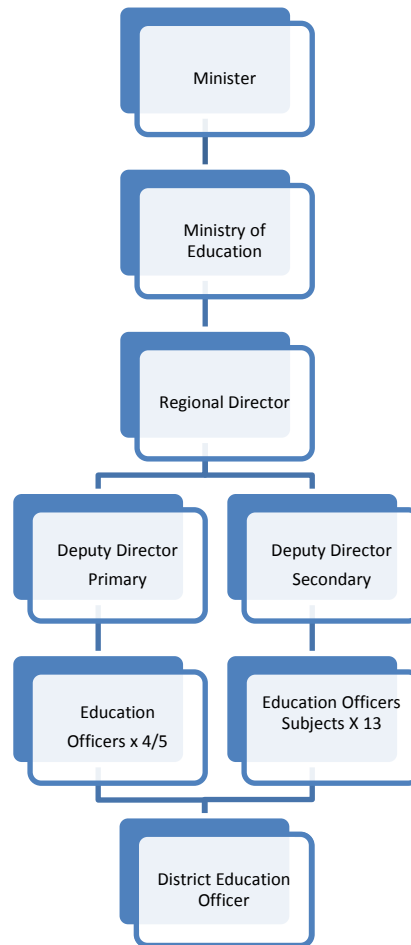 Minister
Ministry of
Education
Regional Director
Deputy Director
Primary
Deputy Director
Secondary
Education
Officers x 4/5
Education Officers
Subjects X 13
District Education
Officer